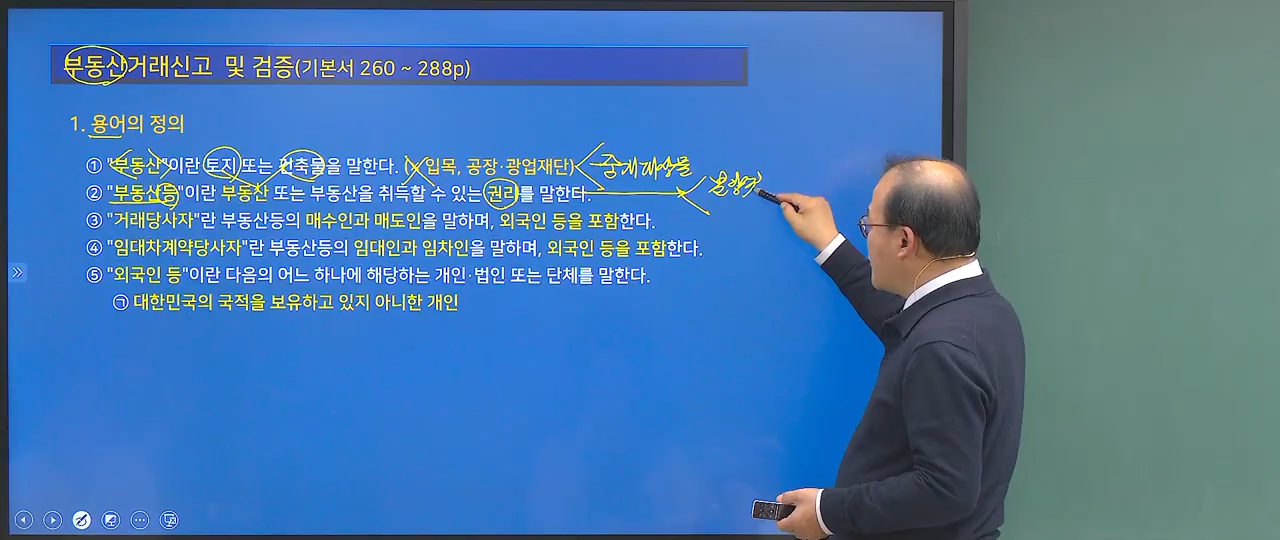 부동산거래신고 및 검증(기본서 260 ~ 288p)
1. 용어의 정의
① "부동산"이란 토지 또는 건축물을 말한다. (× 입목, 공장·광업재단) 중개대상물
② "부동산등"이란 부동산 또는 부동산을 취득할 수 있는 권리를 말한다.
③ "거래당사자"란 부동산등의 매수인과 매도인을 말하며, 외국인 등을 포함한다.
④ "임대차계약당사자"란 부동산등의 임대인과 임차인을 말하며, 외국인 등을 포함한다.
⑤ "외국인 등"이란 다음의 어느 하나에 해당하는 개인·법인 또는 단체를 말한다.
㉠ 대한민국의 국적을 보유하고 있지 아니한 개인